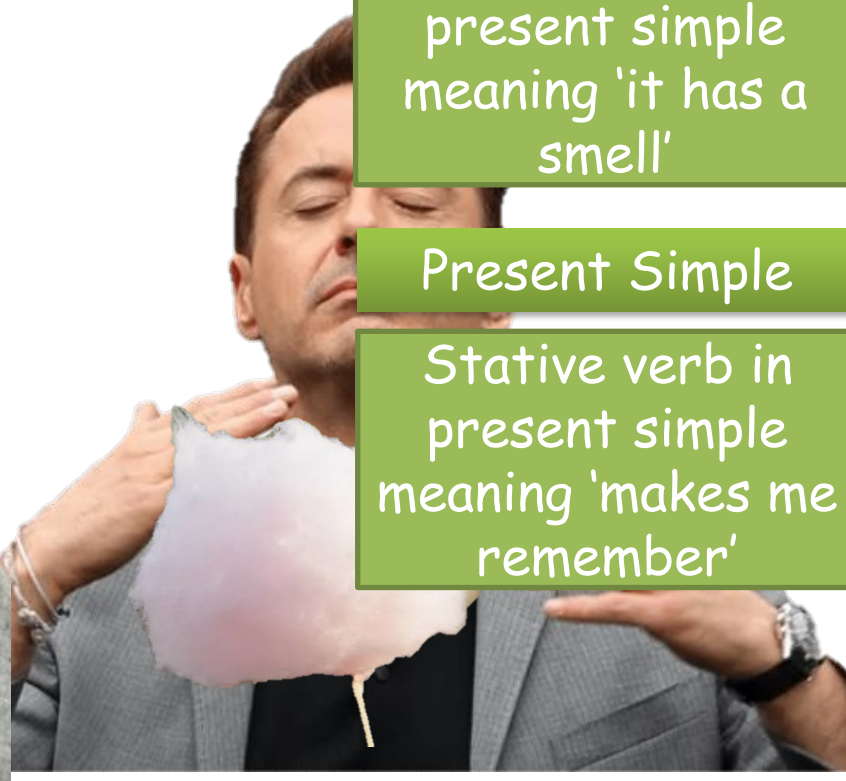 present simple
meaning ‘it has a
smell’
Present Simple
Stative verb in
present simple
meaning ‘makes me
remember’